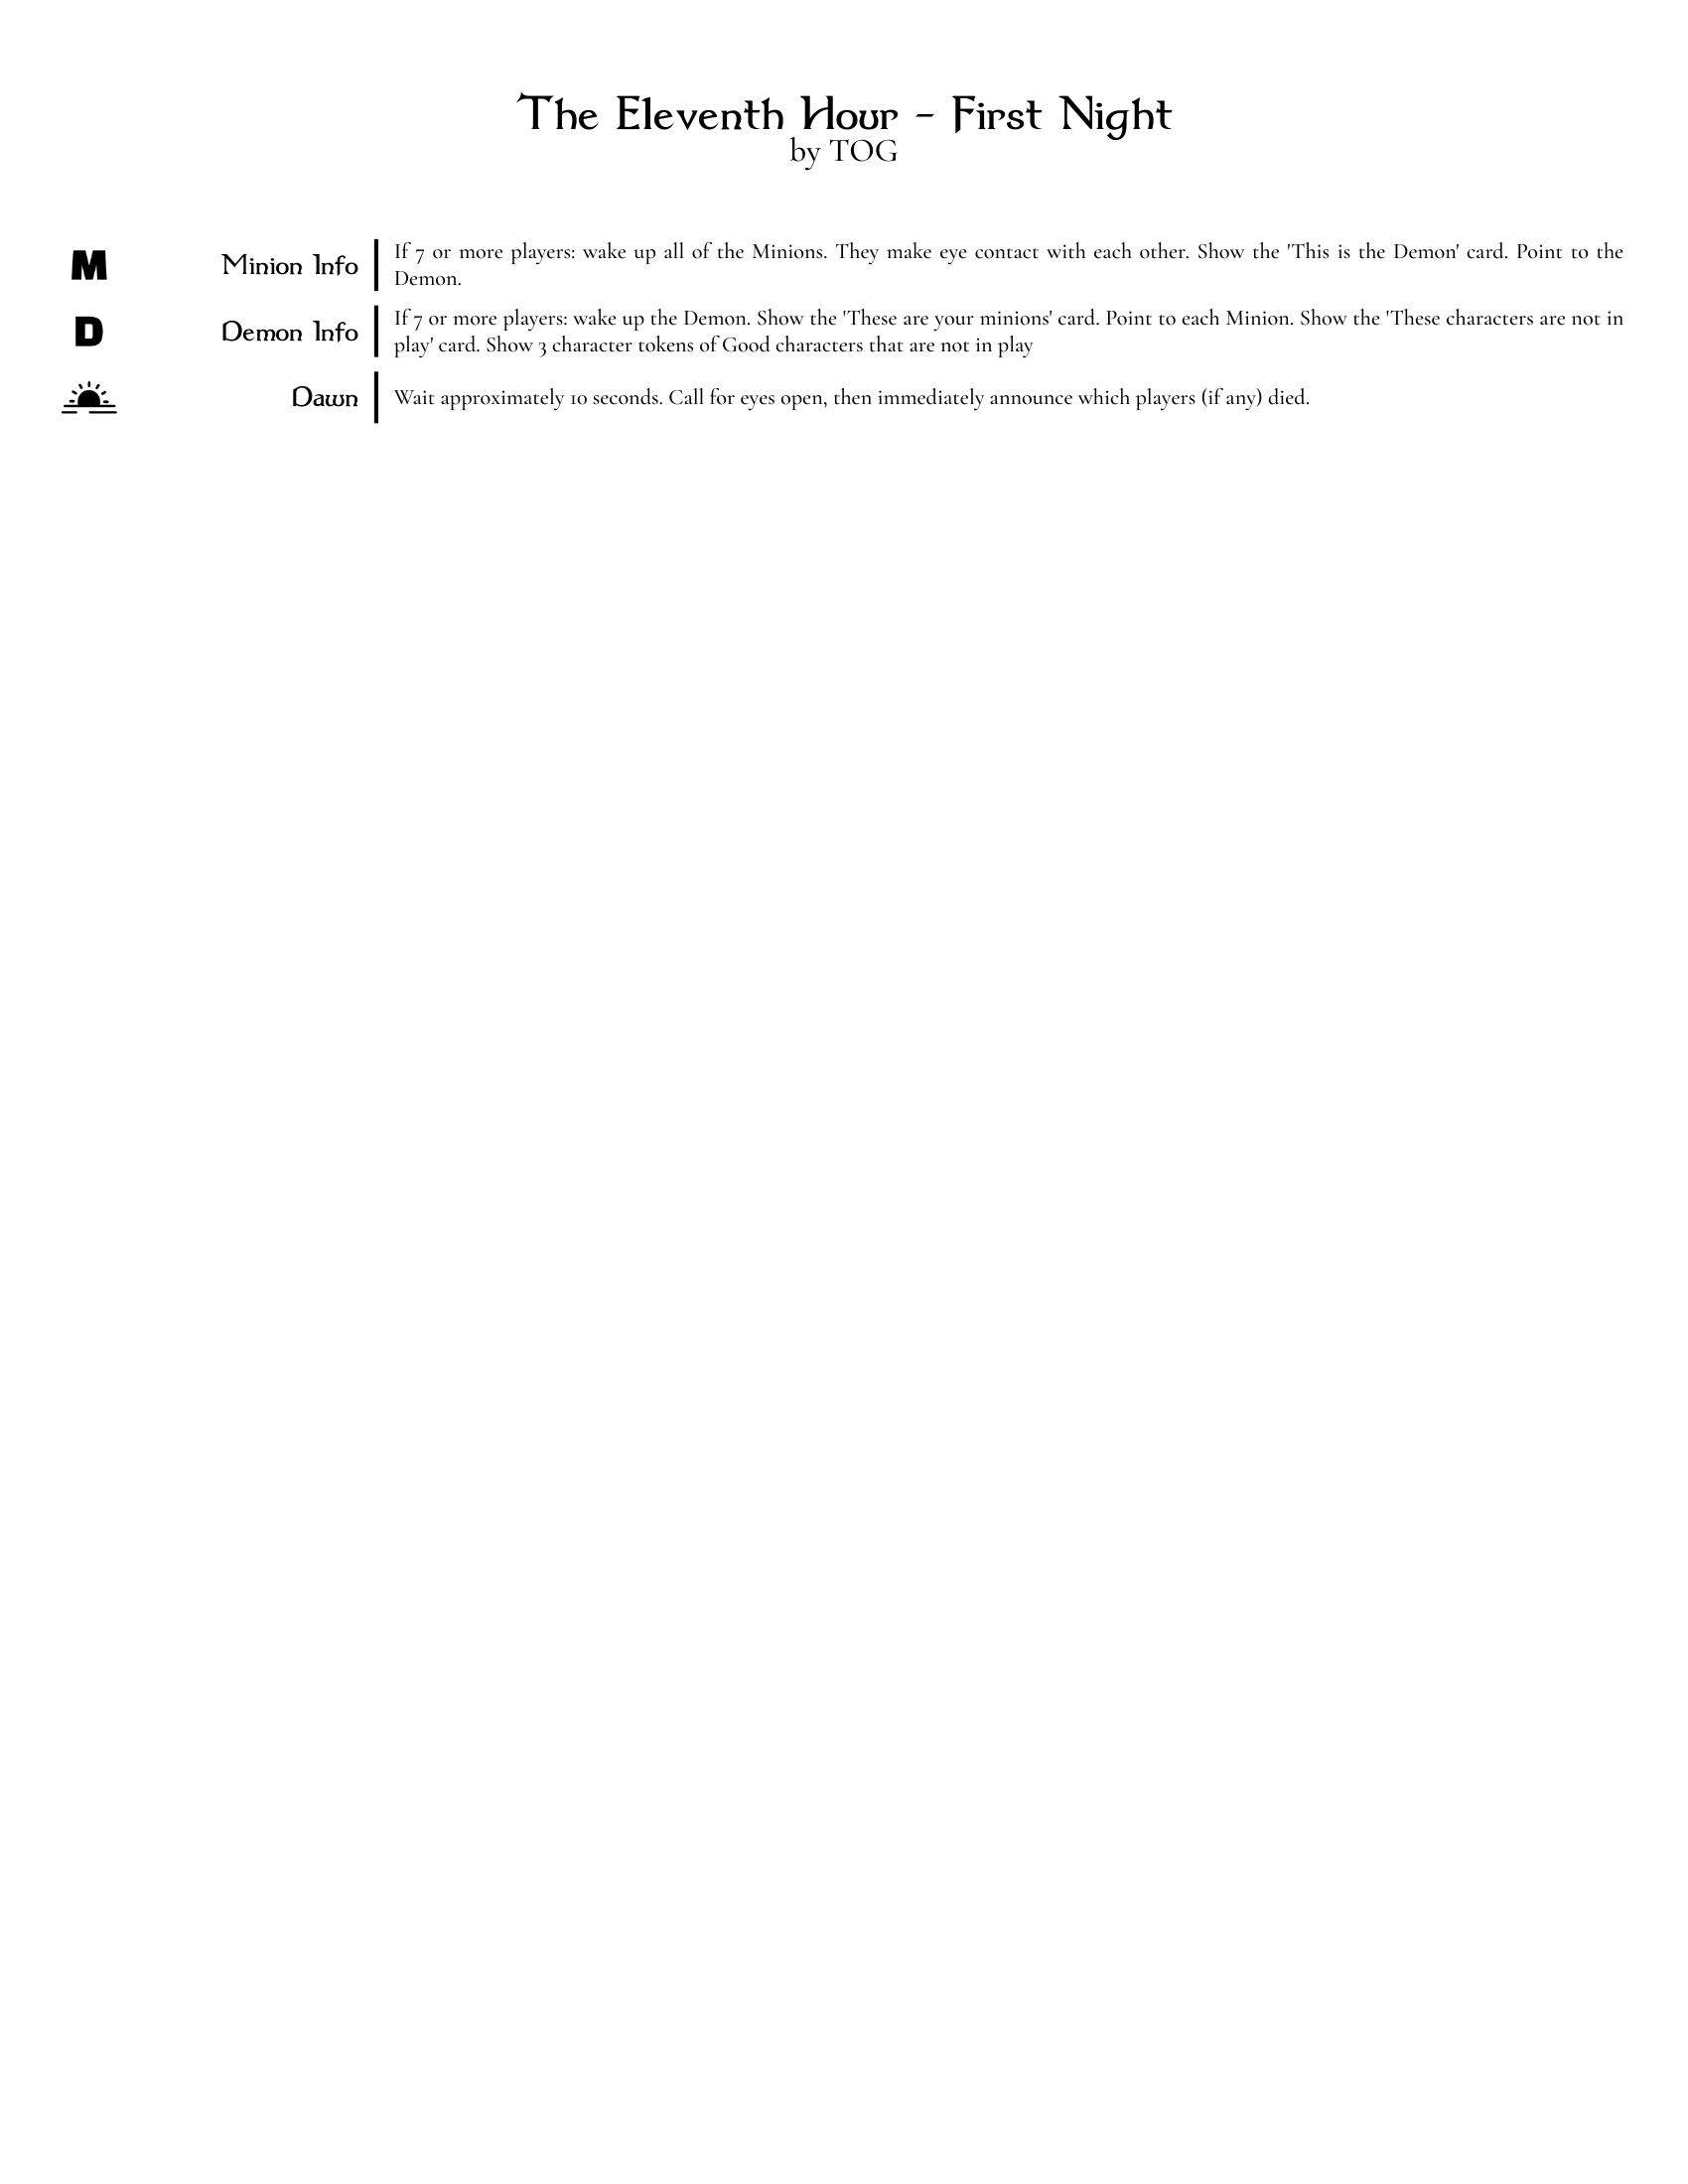 The Eleventh Hour - First Night
by TOG
M
Minion Info
If 7 or more players: wake up all of the Minions. They make eye contact with each other. Show the 'This is the Demon' card. Point to the
Demon.
D
Demon Info
If 7 or more players: wake up the Demon. Show the 'These are your minions' card. Point to each Minion. Show the 'These characters are not in
play' card. Show 3 character tokens of Good characters that are not in play
Dawn
Wait approximately 10 seconds. Call for eyes open, then immediately announce which players (if any) died.